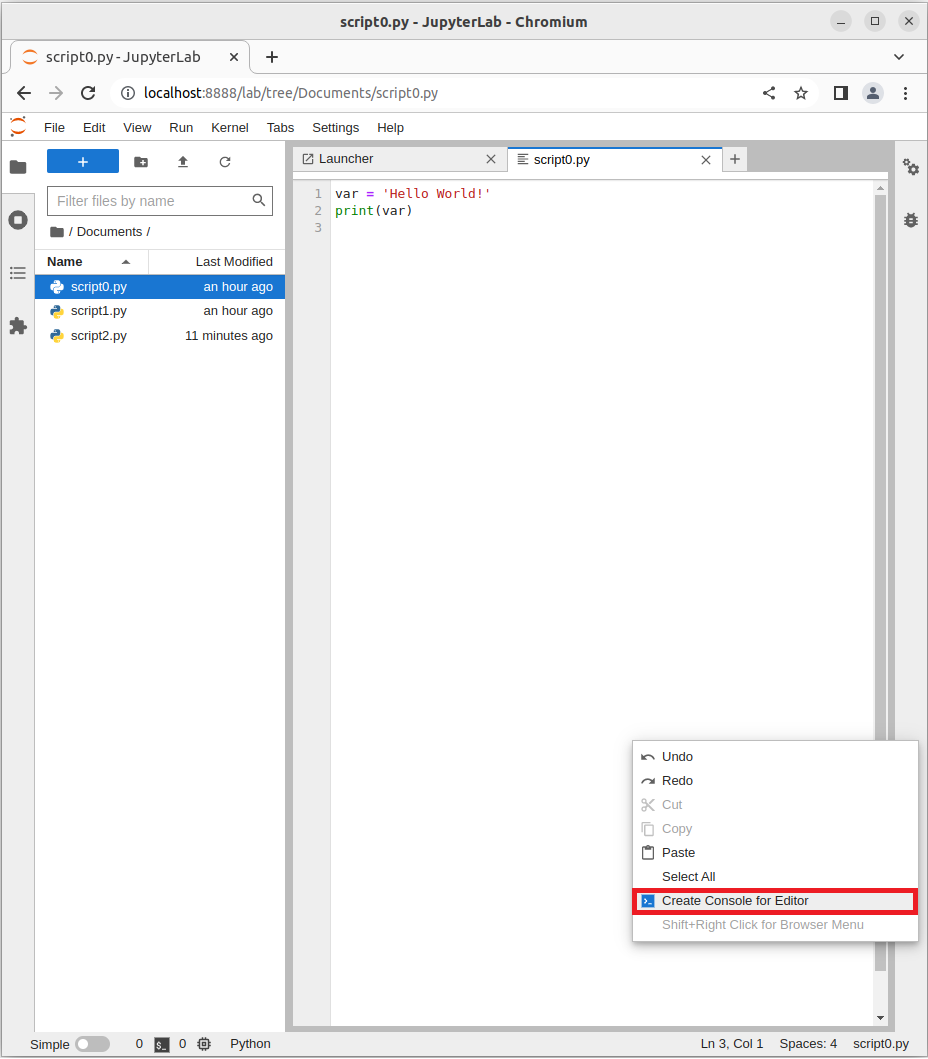 script0.py - JupyterLab - Chromium
script0.py - JupyterLab
localhost:8888/lab/tree/Documents/script0.py
File Edit View Run Kernel Tabs Settings Help
Filter files by name
/ Documents /
Name Last Modified
script0.py an hour ago
script1.py an hour ago
script2.py 11 minutes ago
Launcher script0.py
1 var = 'Hello World!'
2 print(var)
3
Undo
Redo
Cut
Copy
Paste
Select All
Create Console for Editor
Shift+Right Click for Browser Menu
Simple 0 $_ 0 Python Ln 3, Col 1 Spaces: 4 script0.py